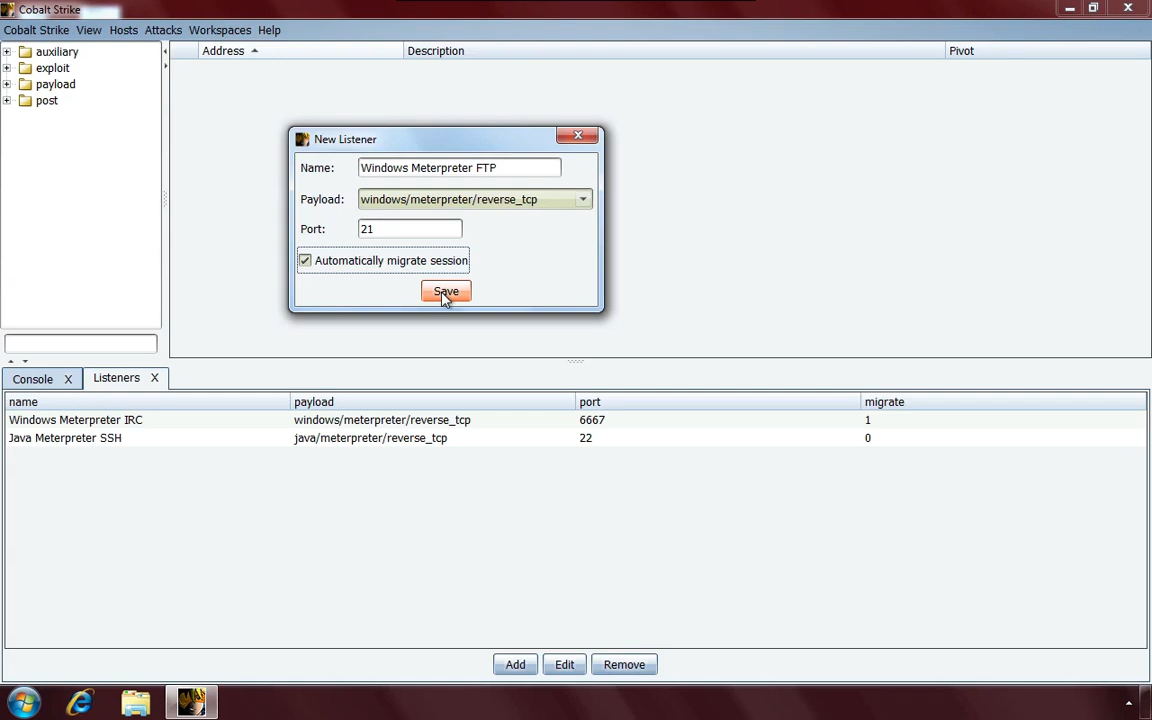 Cobalt Strike
Cobalt Strike View Hosts Attacks Workspaces Help
auxiliary
exploit
payload
post
Address Description Pivot
New Listener
Name: Windows Meterpreter FTP
Payload: windows/meterpreter/reverse_tcp
Port: 21
Automatically migrate session
Save
Console X Listeners X
name payload port migrate
Windows Meterpreter IRC windows/meterpreter/reverse_tcp 6667 1
Java Meterpreter SSH java/meterpreter/reverse_tcp 22 0
Add Edit Remove